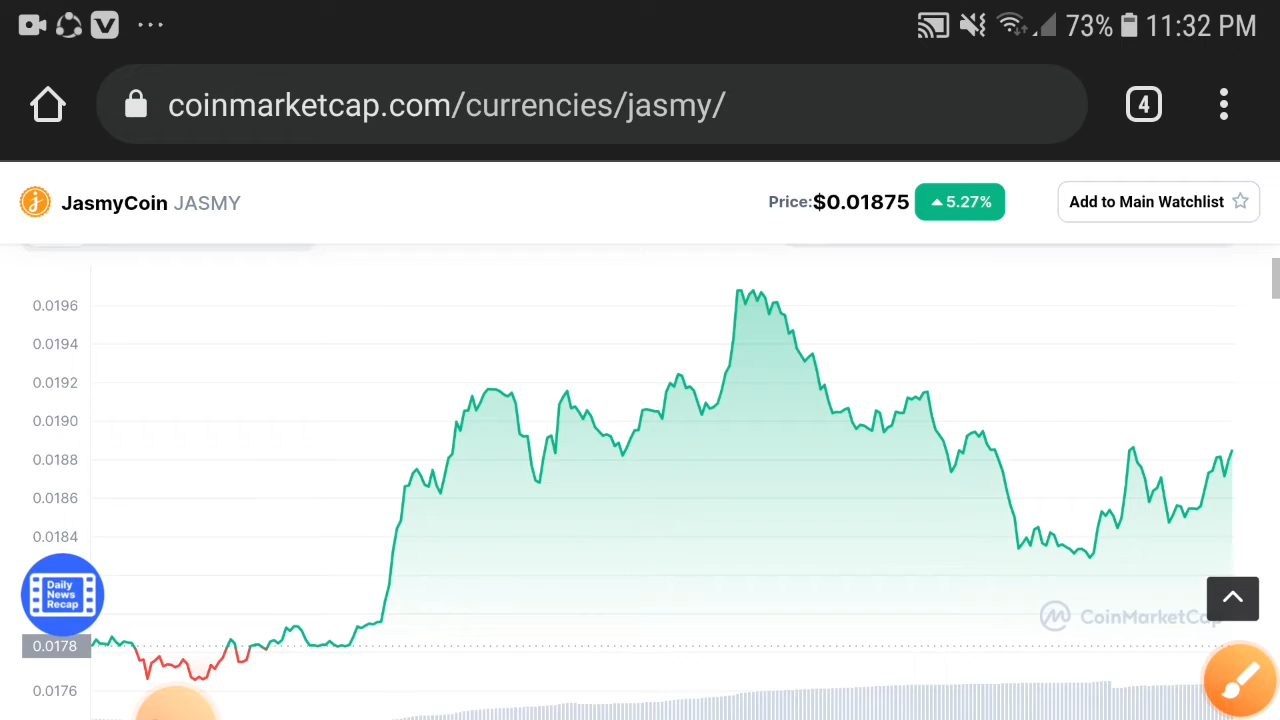 73% 11:32 PM
coinmarketcap.com/currencies/jasmy/
4
JasmyCoin JASMY
Price:$0.01875 5.27%
Add to Main Watchlist
0.0196
0.0194
0.0192
0.0190
0.0188
0.0186
0.0184
Daily
News
Recap
CoinMarketCap
0.0178
0.0176